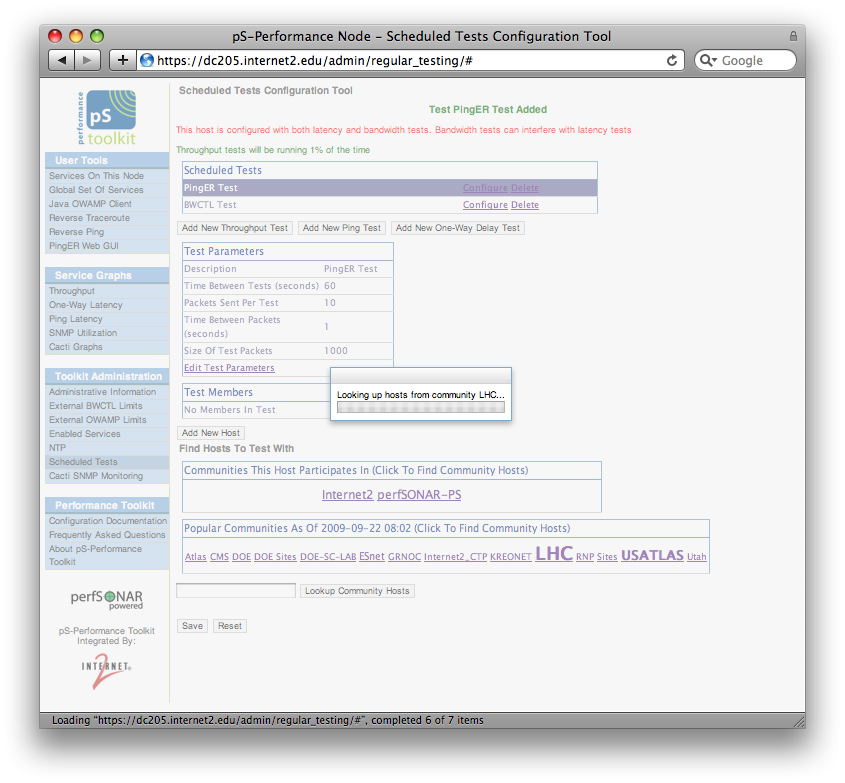 pS-Performance Node – Scheduled Tests Configuration Tool
https://dc205.internet2.edu/admin/regular_testing/#
Google
performance
pS
toolkit
User Tools
Services On This Node
Global Set Of Services
Java OWAMP Client
Reverse Traceroute
Reverse Ping
PingER Web GUI
Service Graphs
Throughput
One-Way Latency
Ping Latency
SNMP Utilization
Cacti Graphs
Toolkit Administration
Administrative Information
External BWCTL Limits
External OWAMP Limits
Enabled Services
NTP
Scheduled Tests
Cacti SNMP Monitoring
Performance Toolkit
Configuration Documentation
Frequently Asked Questions
About pS-Performance
Toolkit
perfSONAR
powered
pS-Performance Toolkit
Integrated By:
INTERNET
2
Scheduled Tests Configuration Tool
Test PingER Test Added
This host is configured with both latency and bandwidth tests. Bandwidth tests can interfere with latency tests
Throughput tests will be running 1% of the time
Scheduled Tests
PingER Test Configure Delete
BWCTL Test Configure Delete
Add New Throughput Test Add New Ping Test Add New One-Way Delay Test
Test Parameters
Description PingER Test
Time Between Tests (seconds) 60
Packets Sent Per Test 10
Time Between Packets
(seconds) 1
Size Of Test Packets 1000
Edit Test Parameters
Looking up hosts from community LHC...
Test Members
No Members In Test
Add New Host
Find Hosts To Test With
Communities This Host Participates In (Click To Find Community Hosts)
Internet2 perfSONAR-PS
Popular Communities As Of 2009-09-22 08:02 (Click To Find Community Hosts)
Atlas CMS DOE DOE Sites DOE-SC-LAB ESnet GRNOC Internet2_CTP KREONET LHC RNP Sites USATLAS Utah
Lookup Community Hosts
Save Reset
Loading “https://dc205.internet2.edu/admin/regular_testing/#”, completed 6 of 7 items